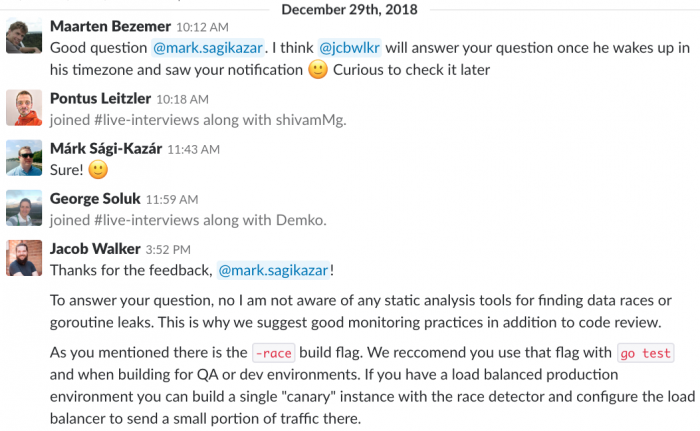 December 29th, 2018
Maarten Bezemer 10:12 AM
Good question @mark.sagikazar. I think @jcbwlkr will answer your question once he wakes up in
his timezone and saw your notification 🙂 Curious to check it later
Pontus Leitzler 10:18 AM
joined #live-interviews along with shivamMg.
Márk Sági-Kazár 11:43 AM
Sure! 🙂
George Soluk 11:59 AM
joined #live-interviews along with Demko.
Jacob Walker 3:52 PM
Thanks for the feedback, @mark.sagikazar!
To answer your question, no I am not aware of any static analysis tools for finding data races or
goroutine leaks. This is why we suggest good monitoring practices in addition to code review.
As you mentioned there is the -race build flag. We reccomend you use that flag with go test
and when building for QA or dev environments. If you have a load balanced production
environment you can build a single "canary" instance with the race detector and configure the load
balancer to send a small portion of traffic there.